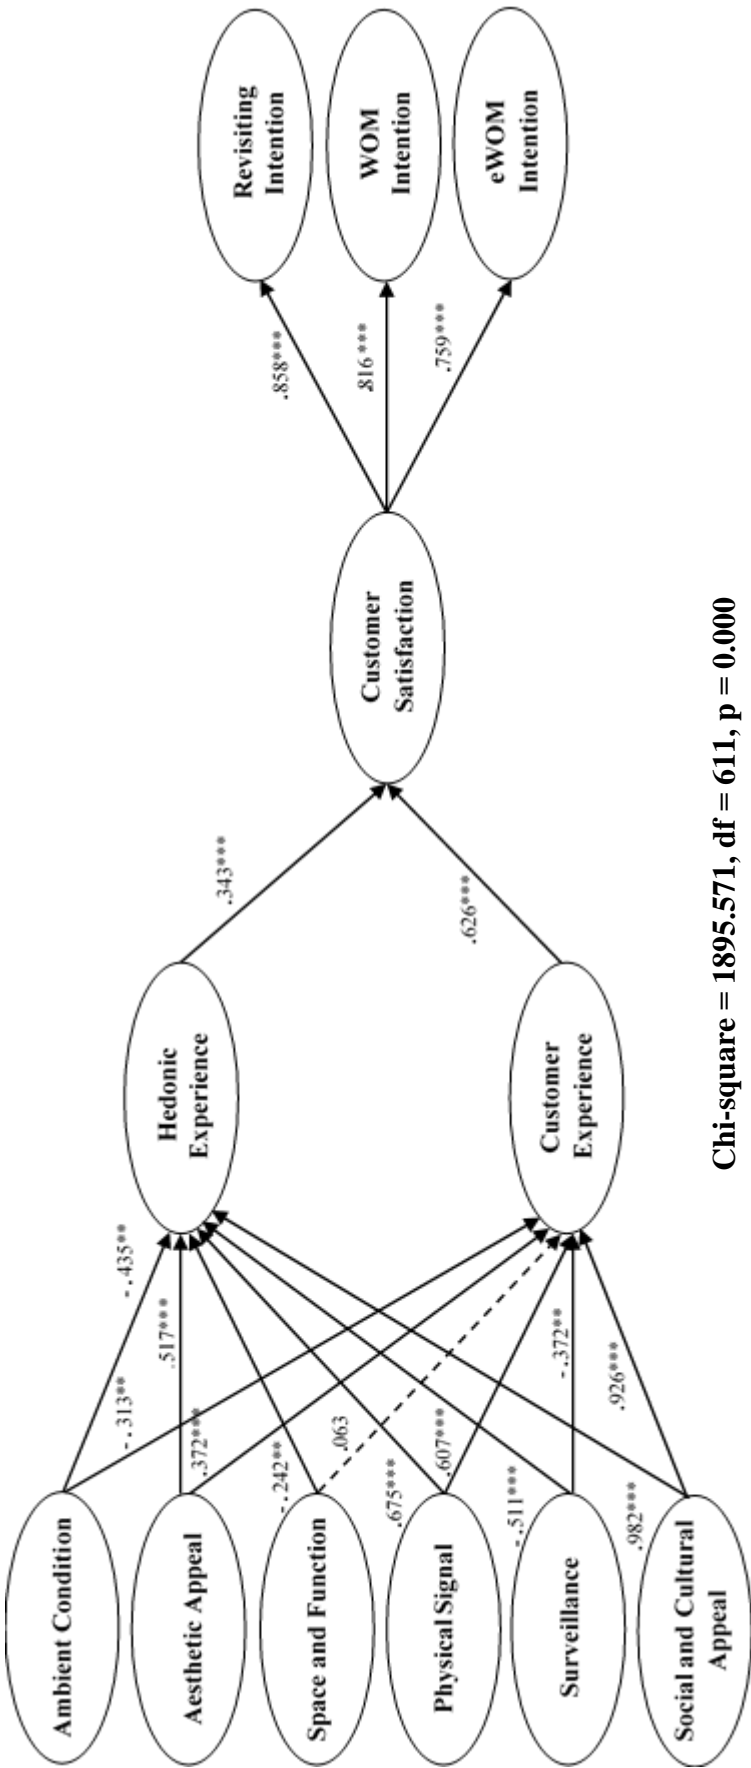 Ambient Condition
Aesthetic Appeal
Space and Function
Physical Signal
Surveillance
Social and Cultural
Appeal
-.435**
-.313**
.517***
.372***
-.242**
.063
.675***
.607***
-.511***
-.372**
.982***
.926***
Hedonic
Experience
Customer
Experience
.343***
.626***
Customer
Satisfaction
.858***
.816***
.759***
Revisiting
Intention
WOM
Intention
eWOM
Intention
Chi-square = 1895.571, df = 611, p = 0.000